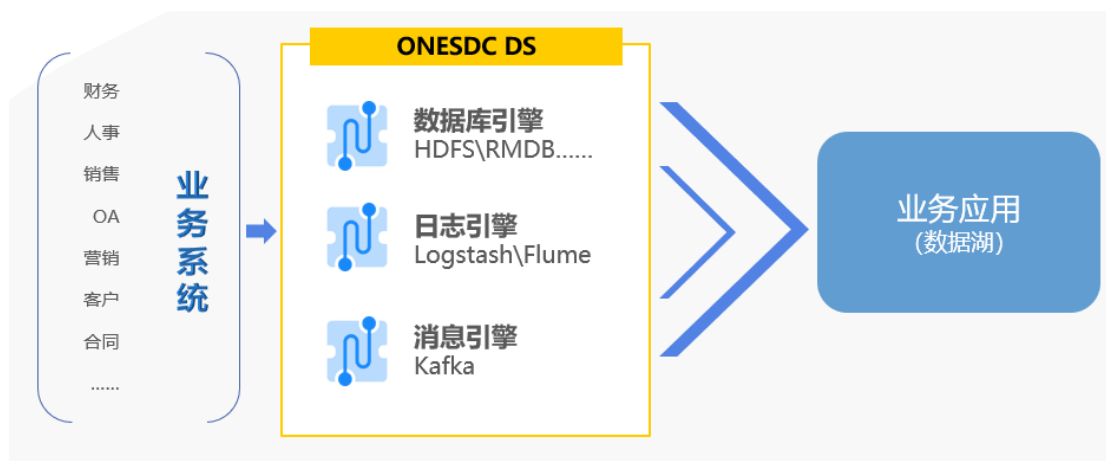 财务
人事
销售
OA
营销
客户
合同
......
业务系统
ONESDC DS
数据库引擎
HDFS\RMDB......
日志引擎
Logstash\Flume
消息引擎
Kafka
业务应用
(数据湖)